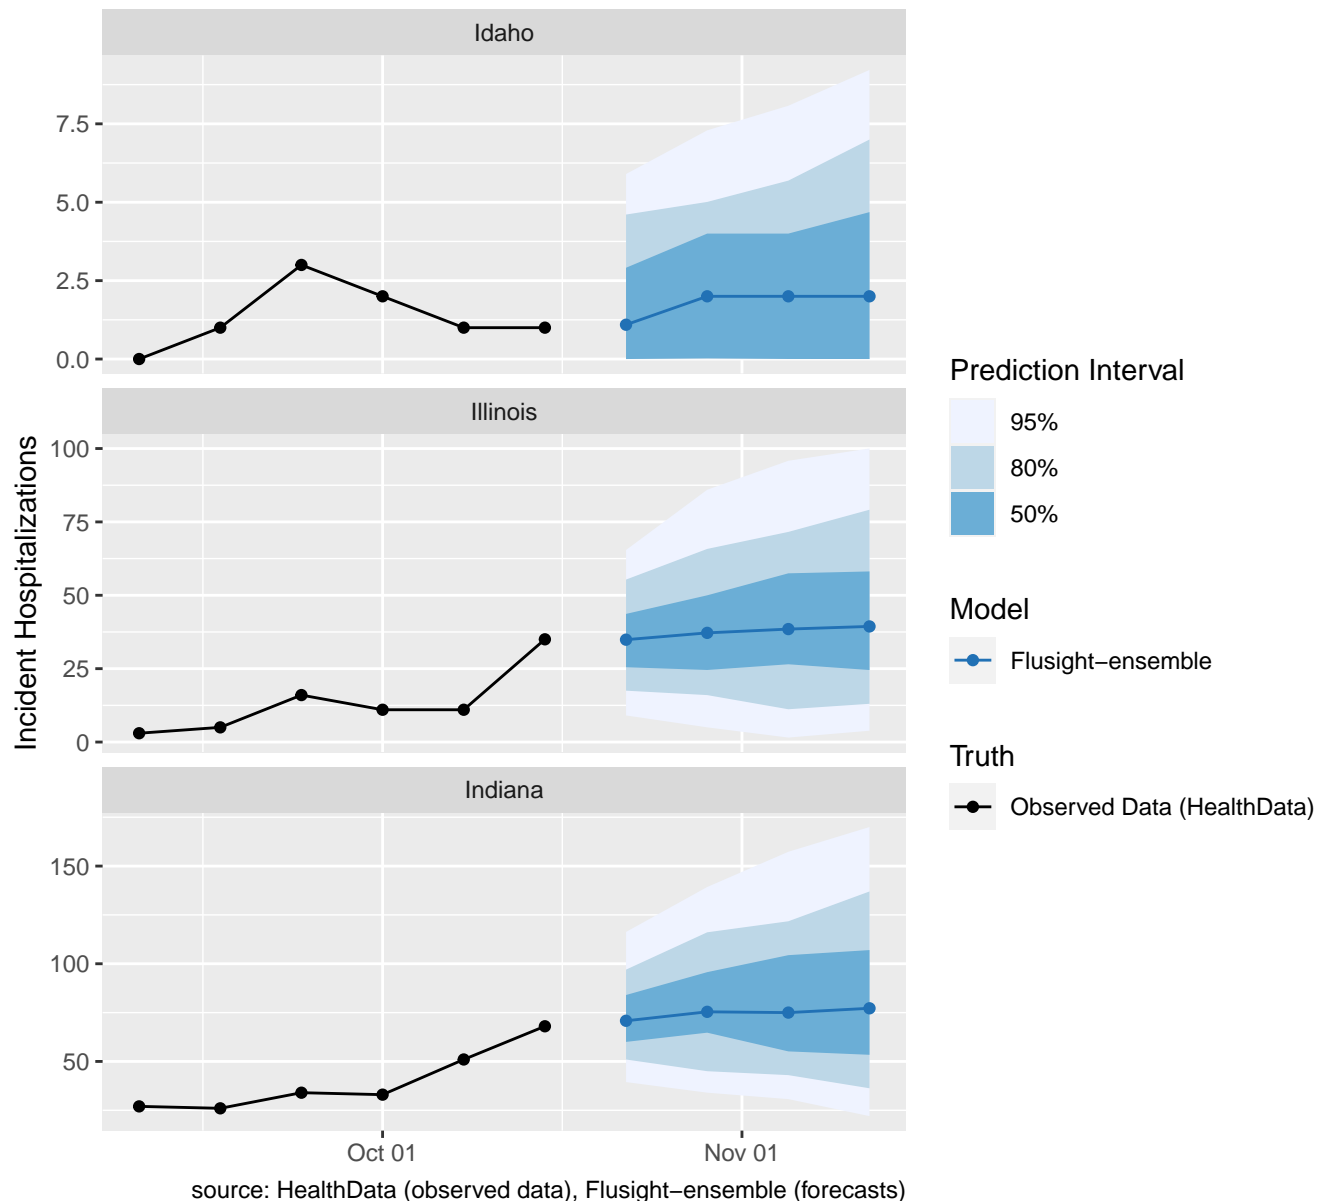 Idaho
7.5
5.0
2.5
0.0
Illinois
100
75
50
25
0
Indiana
150
100
50
Oct 01
Nov 01
Incident Hospitalizations
source: HealthData (observed data), Flusight−ensemble (forecasts)
Prediction Interval
95%
80%
50%
Model
Flusight−ensemble
Truth
Observed Data (HealthData)